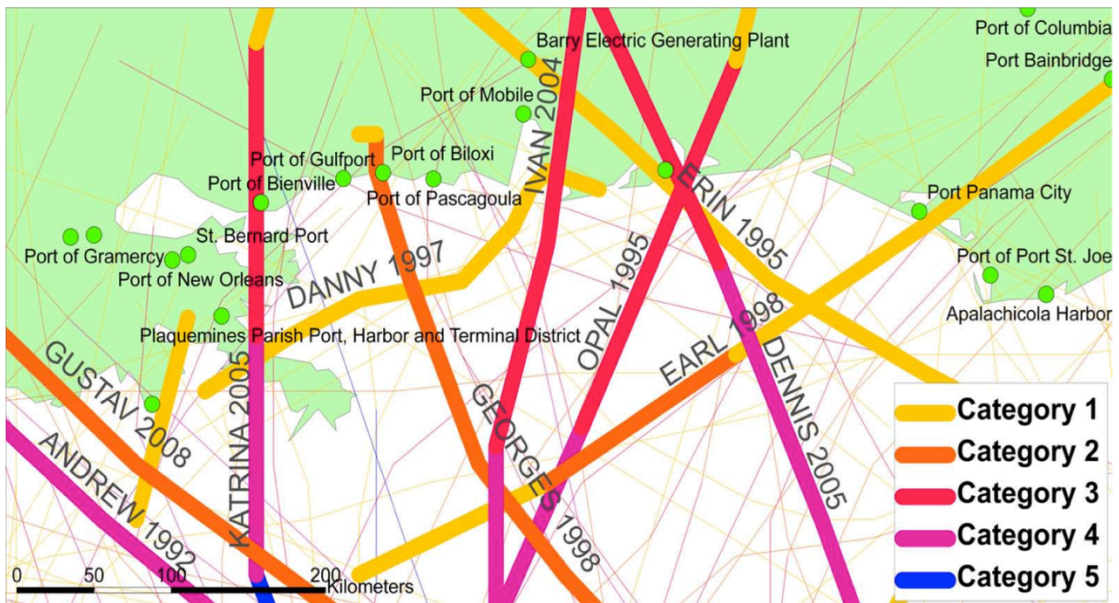 Port of Columbia
Barry Electric Generating Plant
Port Bainbridge
Port of Mobile
IVAN 2004
Port of Gulfport
Port of Biloxi
Port of Bienville
Port of Pascagoula
ERIN 1995
Port Panama City
St. Bernard Port
Port of Gramercy
Port of New Orleans
DANNY 1997
Port of Port St. Joe
Apalachicola Harbor
Plaquemines Parish Port, Harbor and Terminal District
OPAL 1995
EARL 1998
GUSTAV 2008
KATRINA 2005
GEORGES 1998
DENNIS 2005
ANDREW 1992
Category 1
Category 2
Category 3
Category 4
Category 5
0 50 100 200
Kilometers